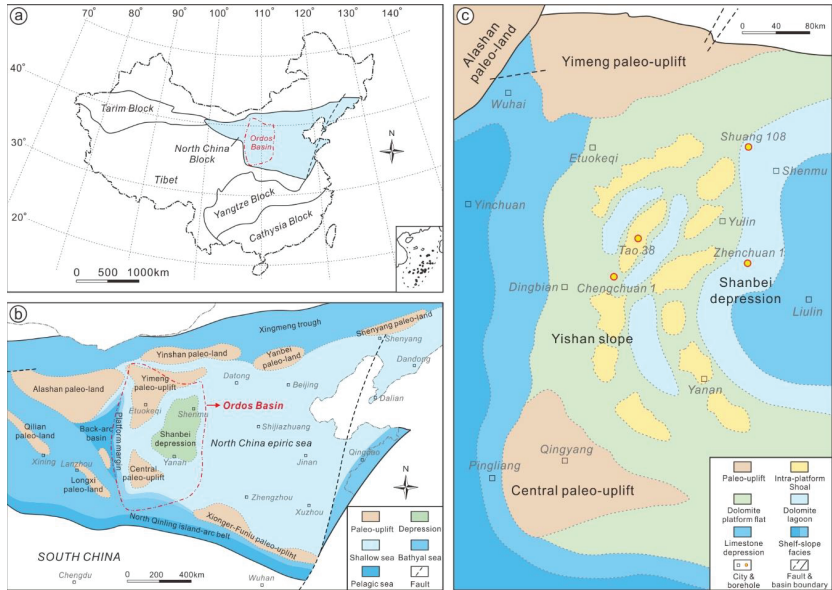 a
70° 80° 90° 100° 110° 120° 130° 140°
40°
30°
20°
Tarim Block
North China
Block
Ordos
Basin
Tibet
Yangtze Block
Cathysia Block
N
0 500 1000km
b
Xingmeng trough
Shenyang paleo-land
Shenyang
Yinshan paleo-land
Yanbei
paleo-land
Dandong
Alashan paleo-land
Yimeng
paleo-uplift
Datong
Beijing
Dalian
Etuokeqi
Shenmu
Ordos Basin
Qilian
paleo-land
Back-arc
basin
Platform margin
Shanbei
depression
Shijiazhuang
North China epiric sea
Qingdao
Xining
Lanzhou
Yanan
Jinan
Longxi
paleo-land
Central
paleo-uplift
N
Zhengzhou
Xuzhou
North Qinling island-arc belt
Xionger-Funiu paleo-uplint
SOUTH CHINA
Chengdu
Wuhan
0 200 400km
Paleo-uplift
Depression
Shallow sea
Bathyal sea
Pelagic sea
Fault
c
0 40 80km
Alashan
paleo-land
Yimeng paleo-uplift
Wuhai
Etuokeqi
Shuang 108
Shenmu
Yinchuan
Yulin
Tao 38
Zhenchuan 1
Chengchuan 1
Dingbian
Shanbei
depression
Liulin
Yishan slope
Yanan
Qingyang
Pingliang
Central paleo-uplift
Paleo-uplift
Intra-platform
Shoal
Dolomite
platform flat
Dolomite
lagoon
Limestone
depression
Shelf-slope
facies
City &
borehole
Fault &
basin boundary